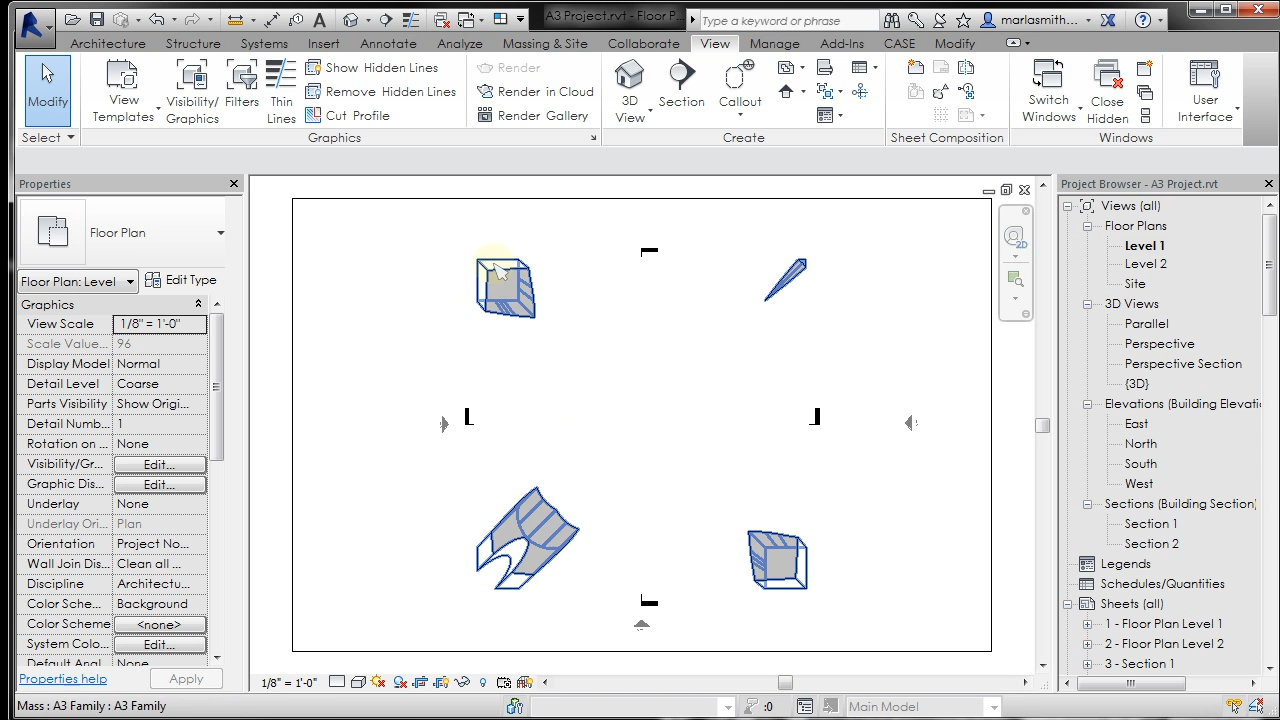 A3 Project.rvt - Floor P...
Type a keyword or phrase
marlasmith...
Architecture Structure Systems Insert Annotate Analyze Massing & Site Collaborate View Manage Add-Ins CASE Modify
Modify
View Templates
Visibility/ Graphics
Filters
Thin Lines
Show Hidden Lines
Remove Hidden Lines
Cut Profile
Render
Render in Cloud
Render Gallery
3D View
Section
Callout
Switch Windows
Close Hidden
User Interface
Select
Graphics
Create
Sheet Composition
Windows
Properties
Floor Plan
Floor Plan: Level
Edit Type
Graphics
View Scale 1/8" = 1'-0"
Scale Value... 96
Display Model Normal
Detail Level Coarse
Parts Visibility Show Origi...
Detail Numb... 1
Rotation on ... None
Visibility/Gr... Edit...
Graphic Dis... Edit...
Underlay None
Underlay Ori... Plan
Orientation Project No...
Wall Join Dis... Clean all ...
Discipline Architectu...
Color Sche... Background
Color Scheme <none>
System Colo... Edit...
Default Anal... None
Properties help
Apply
2D
Project Browser - A3 Project.rvt
Views (all)
Floor Plans
Level 1
Level 2
Site
3D Views
Parallel
Perspective
Perspective Section
{3D}
Elevations (Building Elevati
East
North
South
West
Sections (Building Section)
Section 1
Section 2
Legends
Schedules/Quantities
Sheets (all)
1 - Floor Plan Level 1
2 - Floor Plan Level 2
3 - Section 1
1/8" = 1'-0"
Mass : A3 Family : A3 Family
:0
Main Model